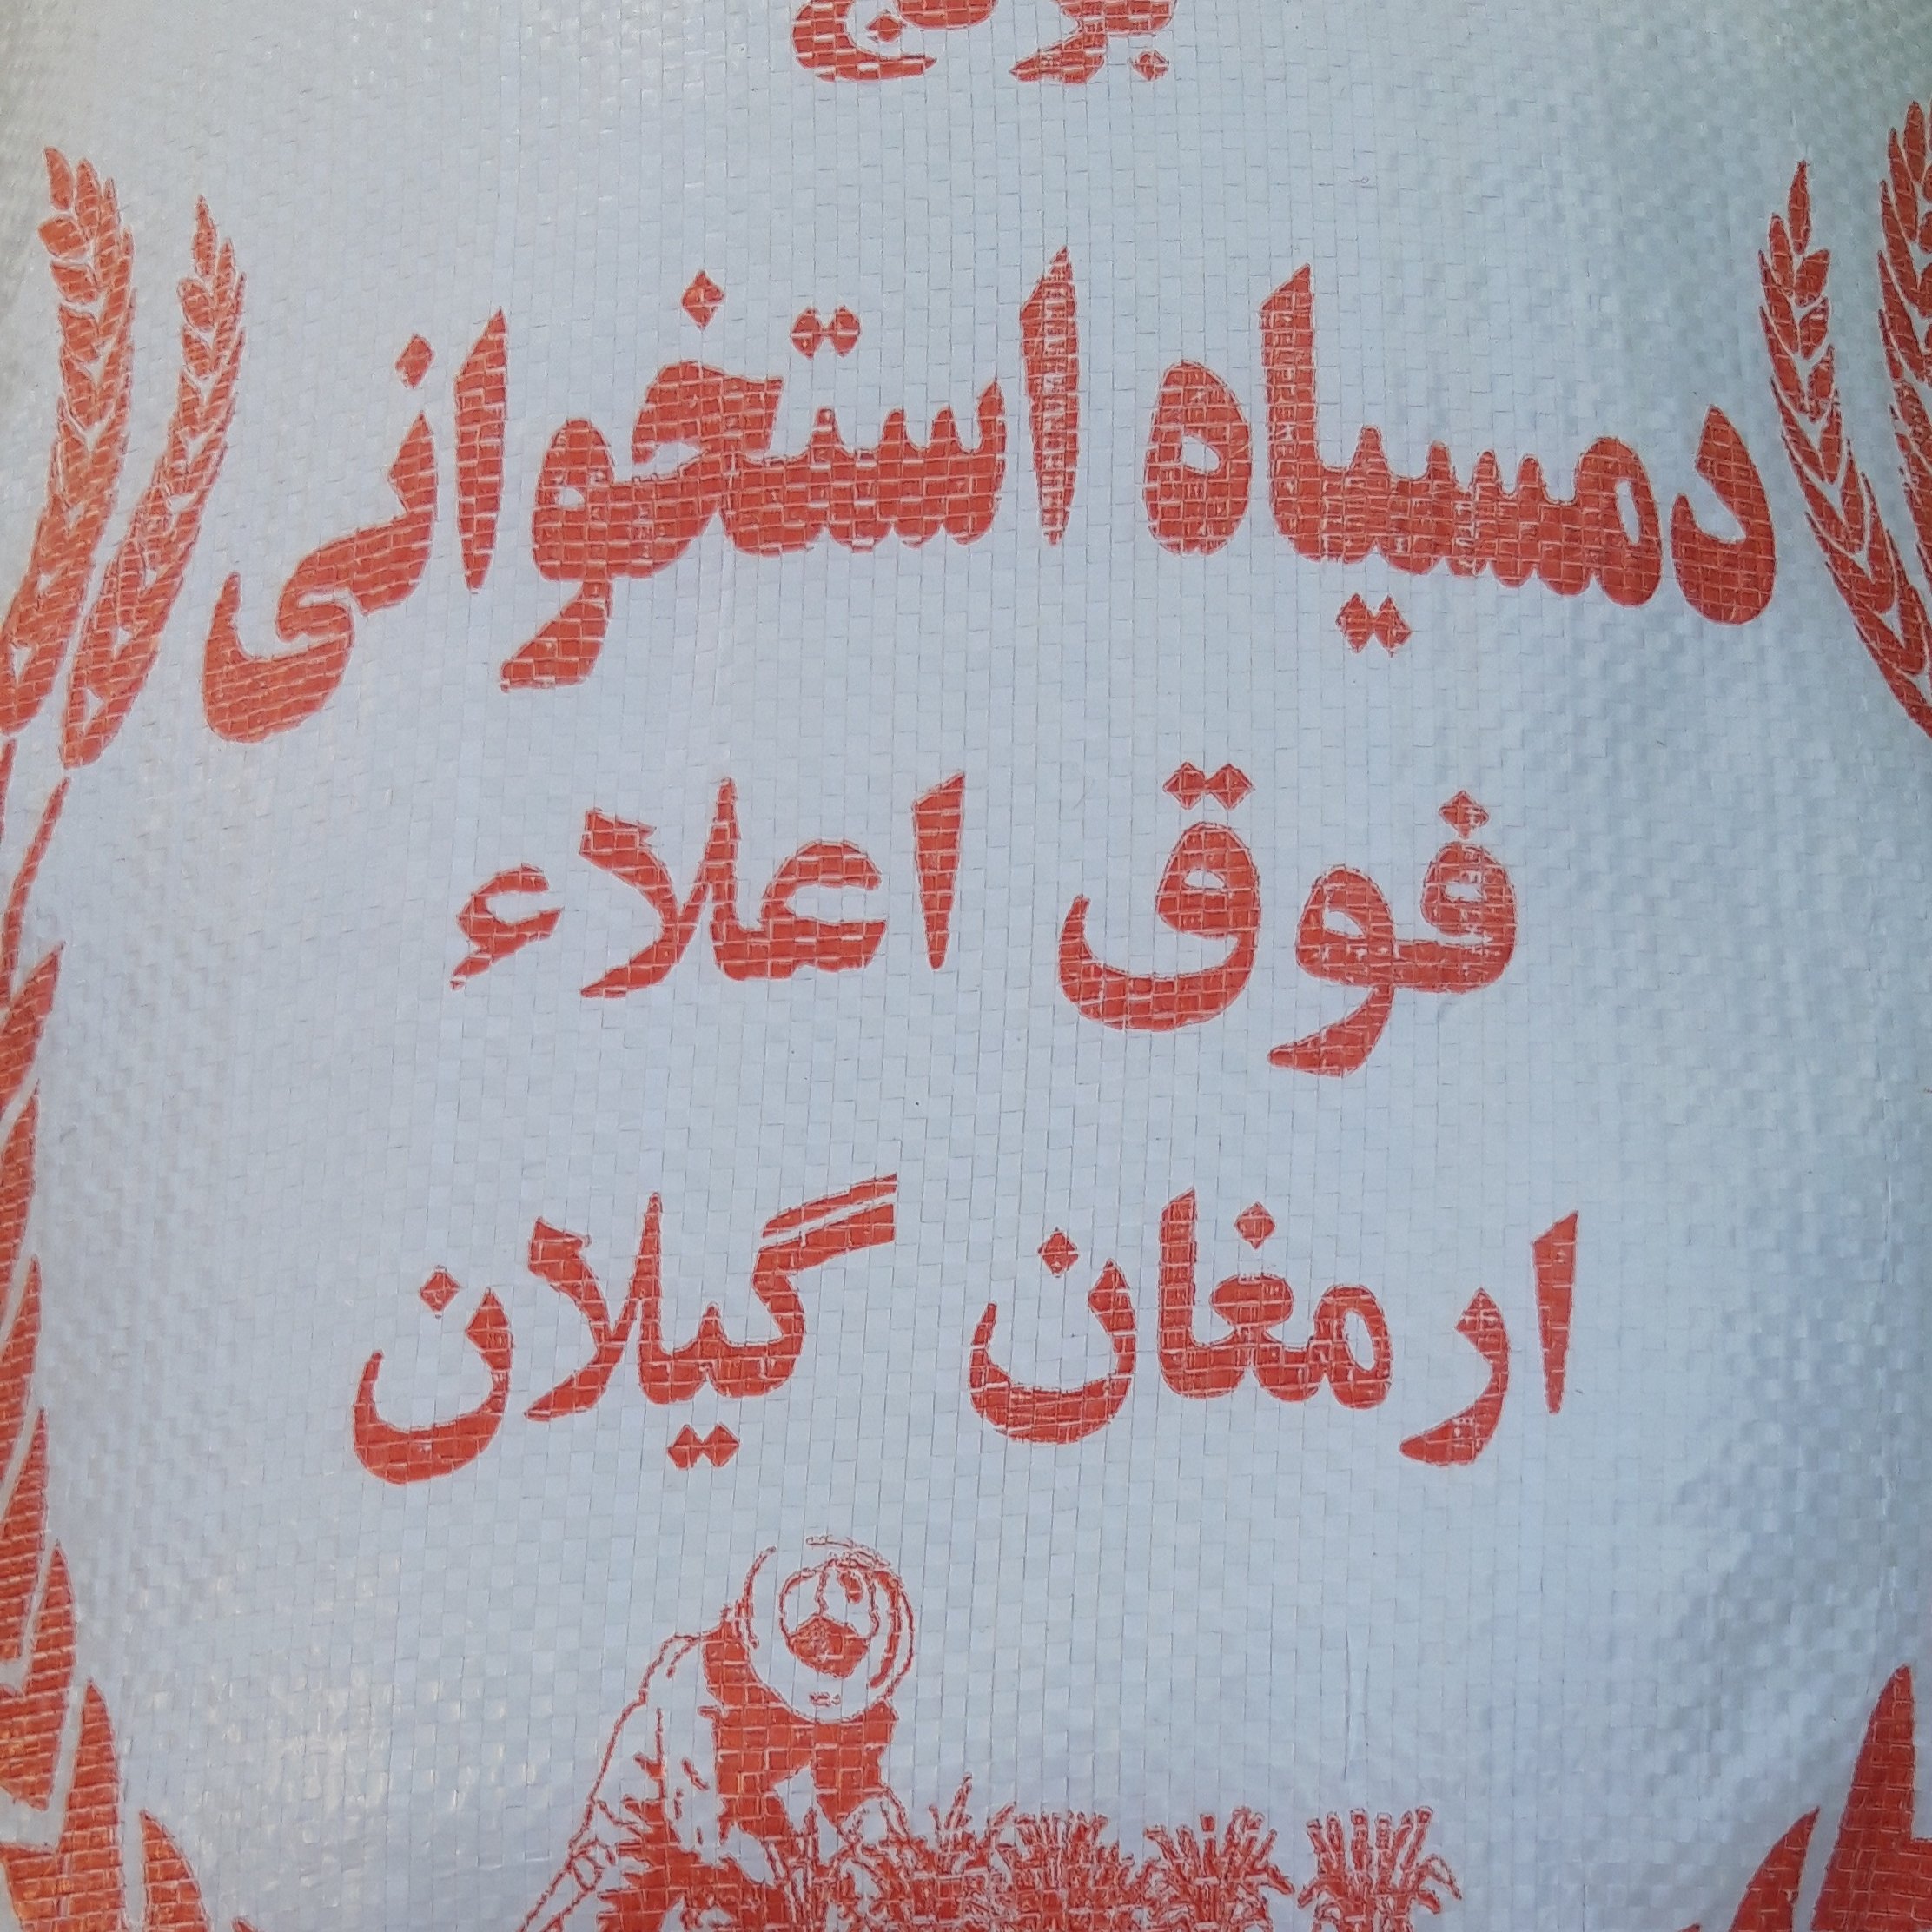 برنج
دمسیاه استخوانی
فوق اعلاء
ارمغان گیلان